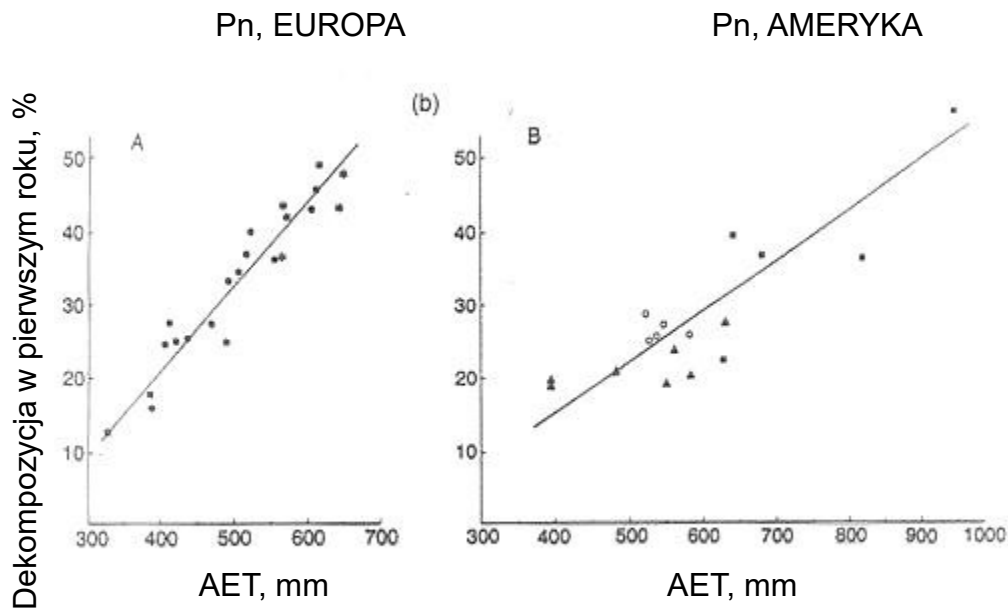 Pn, EUROPA
Pn, AMERYKA
Dekompozycja w pierwszym roku, %
(b)
A
50
40
30
20
10
300 400 500 600 700
AET, mm
B
50
40
30
20
10
300 400 500 600 700 800 900 1000
AET, mm